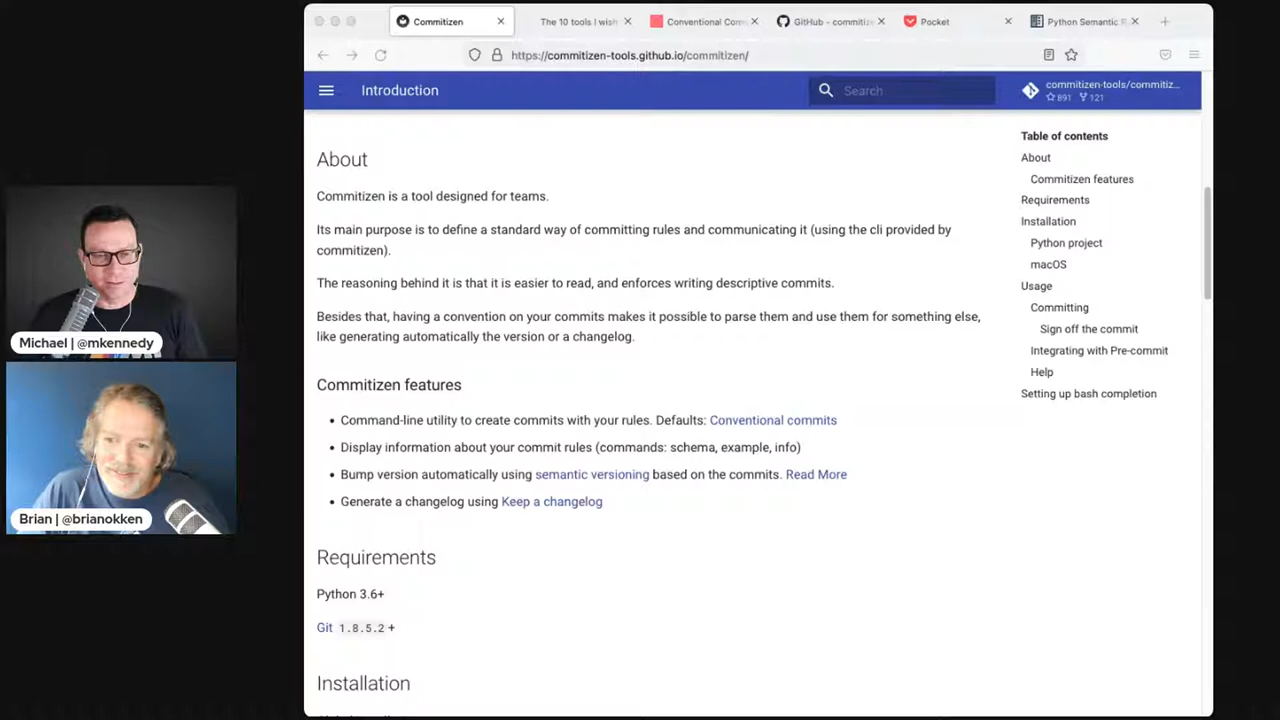 Commitizen
The 10 tools I wish
Conventional Com
GitHub - commitiz
Pocket
Python Semantic R
https://commitizen-tools.github.io/commitizen/
Introduction
Search
commitizen-tools/commitiz...
891 121
About
Commitizen is a tool designed for teams.
Its main purpose is to define a standard way of committing rules and communicating it (using the cli provided by
commitizen).
The reasoning behind it is that it is easier to read, and enforces writing descriptive commits.
Besides that, having a convention on your commits makes it possible to parse them and use them for something else,
like generating automatically the version or a changelog.
Commitizen features
• Command-line utility to create commits with your rules. Defaults: Conventional commits
• Display information about your commit rules (commands: schema, example, info)
• Bump version automatically using semantic versioning based on the commits. Read More
• Generate a changelog using Keep a changelog
Requirements
Python 3.6+
Git 1.8.5.2+
Installation
Table of contents
About
Commitizen features
Requirements
Installation
Python project
macOS
Usage
Committing
Sign off the commit
Integrating with Pre-commit
Help
Setting up bash completion
Michael | @mkennedy
Brian | @brianokken